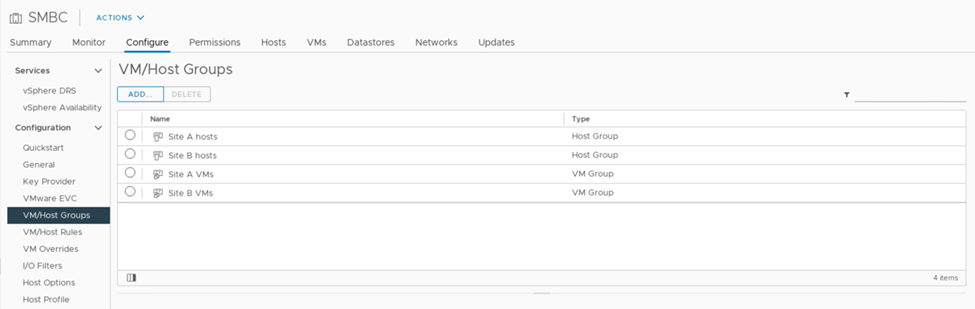 SMBC ACTIONS
Summary Monitor Configure Permissions Hosts VMs Datastores Networks Updates
Services
vSphere DRS
vSphere Availability
Configuration
Quickstart
General
Key Provider
VMware EVC
VM/Host Groups
VM/Host Rules
VM Overrides
I/O Filters
Host Options
Host Profile
VM/Host Groups
ADD... DELETE
Name Type
Site A hosts Host Group
Site B hosts Host Group
Site A VMs VM Group
Site B VMs VM Group
4 items